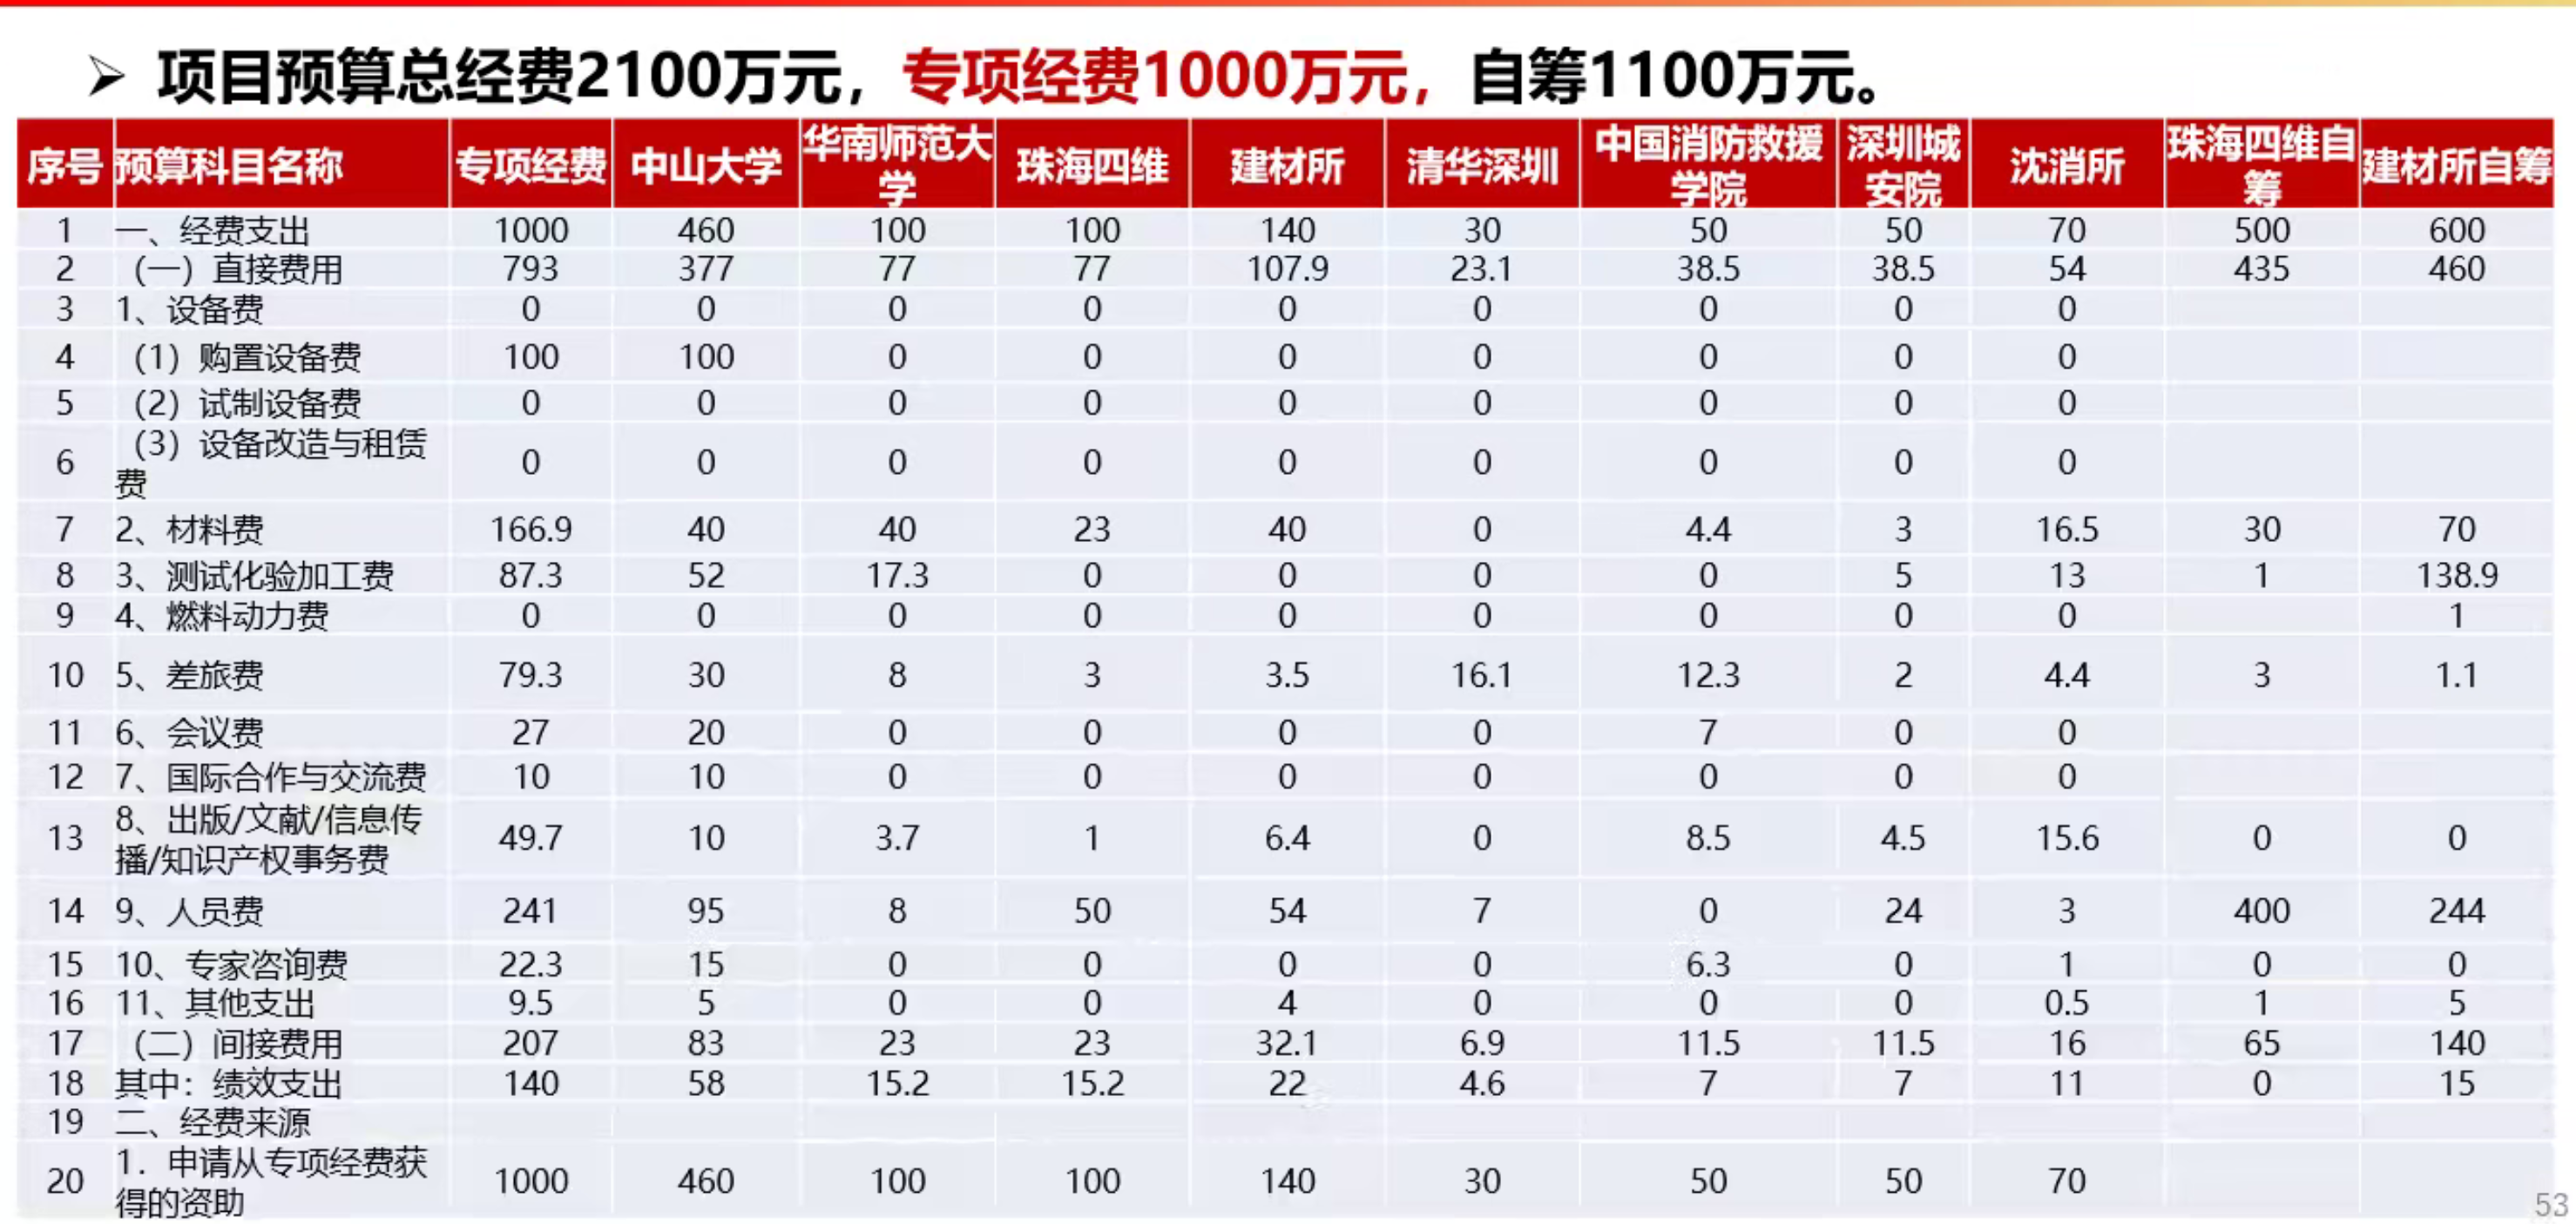 ➢ 项目预算总经费2100万元，专项经费1000万元，自筹1100万元。
序号 预算科目名称 专项经费 中山大学 华南师范大学 珠海四维 建材所 清华深圳 中国消防救援学院 深圳城安院 沈消所 珠海四维自筹 建材所自筹
1 一、经费支出 1000 460 100 100 140 30 50 50 70 500 600
2 （一）直接费用 793 377 77 77 107.9 23.1 38.5 38.5 54 435 460
3 1、设备费 0 0 0 0 0 0 0 0 0
4 （1）购置设备费 100 100 0 0 0 0 0 0 0
5 （2）试制设备费 0 0 0 0 0 0 0 0 0
6 （3）设备改造与租赁费 0 0 0 0 0 0 0 0 0
7 2、材料费 166.9 40 40 23 40 0 4.4 3 16.5 30 70
8 3、测试化验加工费 87.3 52 17.3 0 0 0 0 5 13 1 138.9
9 4、燃料动力费 0 0 0 0 0 0 0 0 0 1
10 5、差旅费 79.3 30 8 3 3.5 16.1 12.3 2 4.4 3 1.1
11 6、会议费 27 20 0 0 0 0 7 0 0
12 7、国际合作与交流费 10 10 0 0 0 0 0 0 0
13 8、出版/文献/信息传播/知识产权事务费 49.7 10 3.7 1 6.4 0 8.5 4.5 15.6 0 0
14 9、人员费 241 95 8 50 54 7 0 24 3 400 244
15 10、专家咨询费 22.3 15 0 0 0 0 6.3 0 1 0 0
16 11、其他支出 9.5 5 0 0 4 0 0 0 0.5 1 5
17 （二）间接费用 207 83 23 23 32.1 6.9 11.5 11.5 16 65 140
18 其中：绩效支出 140 58 15.2 15.2 22 4.6 7 7 11 0 15
19 二、经费来源
20 1．申请从专项经费获得的资助 1000 460 100 100 140 30 50 50 70
53